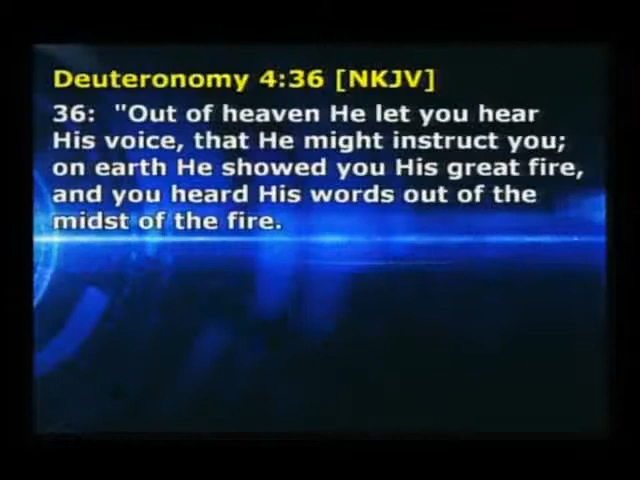 Deuteronomy 4:36 [NKJV]
36:  "Out of heaven He let you hear
His voice, that He might instruct you;
on earth He showed you His great fire,
and you heard His words out of the
midst of the fire.